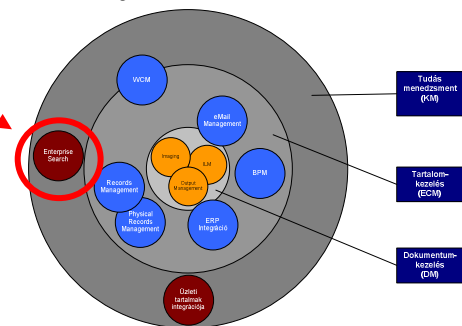 WCM
eMail
Management
Enterprise
Search
Imaging
ILM
Output
Management
BPM
Records
Management
Physical
Records
Management
ERP
Integráció
Üzleti
tartalmak
integrációja
Tudás
menedzsment
(KM)
Tartalom-
kezelés
(ECM)
Dokumentum-
kezelés
(DM)